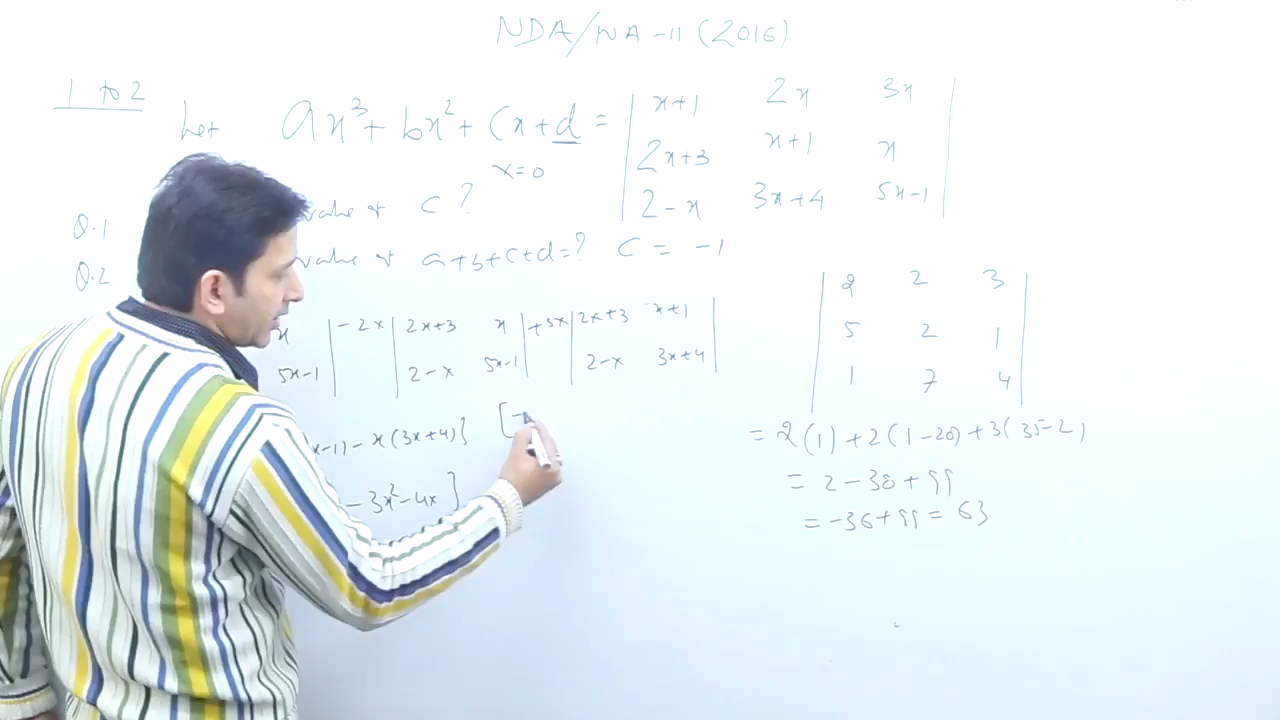 NDA/NA-II (2016)
1 to 2
Let ax³ + bx² + cx + d = | x+1 2x 3x |
| 2x+3 x+1 x |
| 2-x 3x+4 5x-1 |
x=0
Q.1 value of c?
Q.2 value of a+b+c+d=? c = -1
x | -2x | 2x+3 x | +3x | 2x+3 x+1 |
5x-1 | | 2-x 5x-1 | | 2-x 3x+4 |
x-1) - x(3x+4)}
- 3x² - 4x ]
| 2 2 3 |
| 5 2 1 |
| 1 7 4 |
= 2(1) + 2(1-20) + 3(35-2)
= 2 - 38 + 99
= -36 + 99 = 63